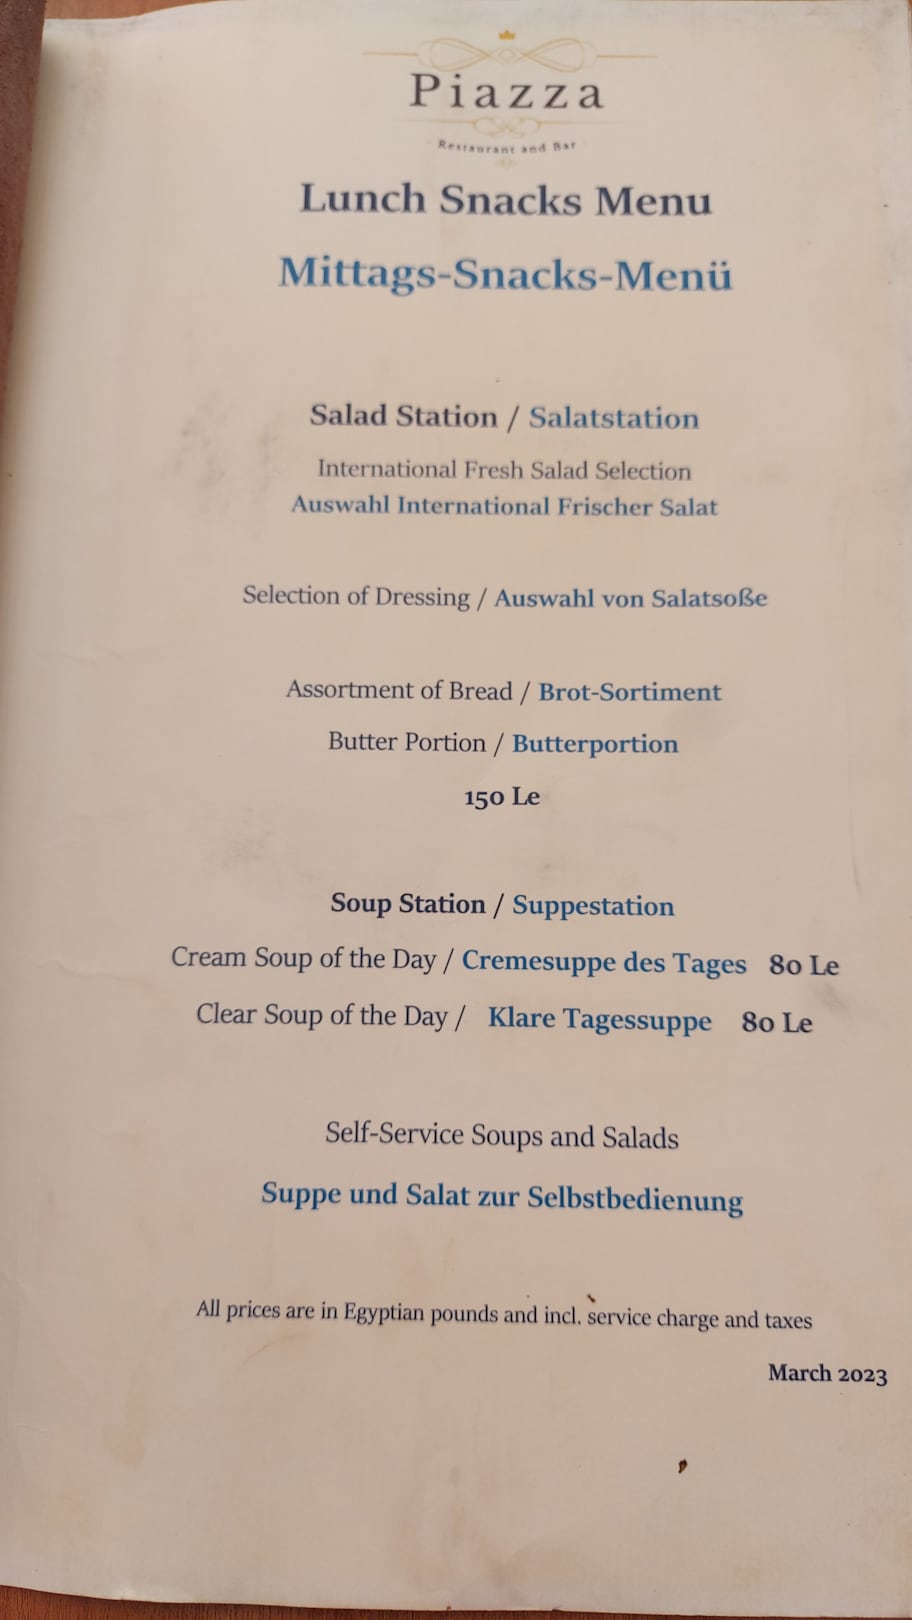 Piazza
Restaurant and Bar
Lunch Snacks Menu
Mittags-Snacks-Menü
Salad Station / Salatstation
International Fresh Salad Selection
Auswahl International Frischer Salat
Selection of Dressing / Auswahl von Salatsoße
Assortment of Bread / Brot-Sortiment
Butter Portion / Butterportion
150 Le
Soup Station / Suppestation
Cream Soup of the Day / Cremesuppe des Tages 80 Le
Clear Soup of the Day / Klare Tagessuppe 80 Le
Self-Service Soups and Salads
Suppe und Salat zur Selbstbedienung
All prices are in Egyptian pounds and incl. service charge and taxes
March 2023